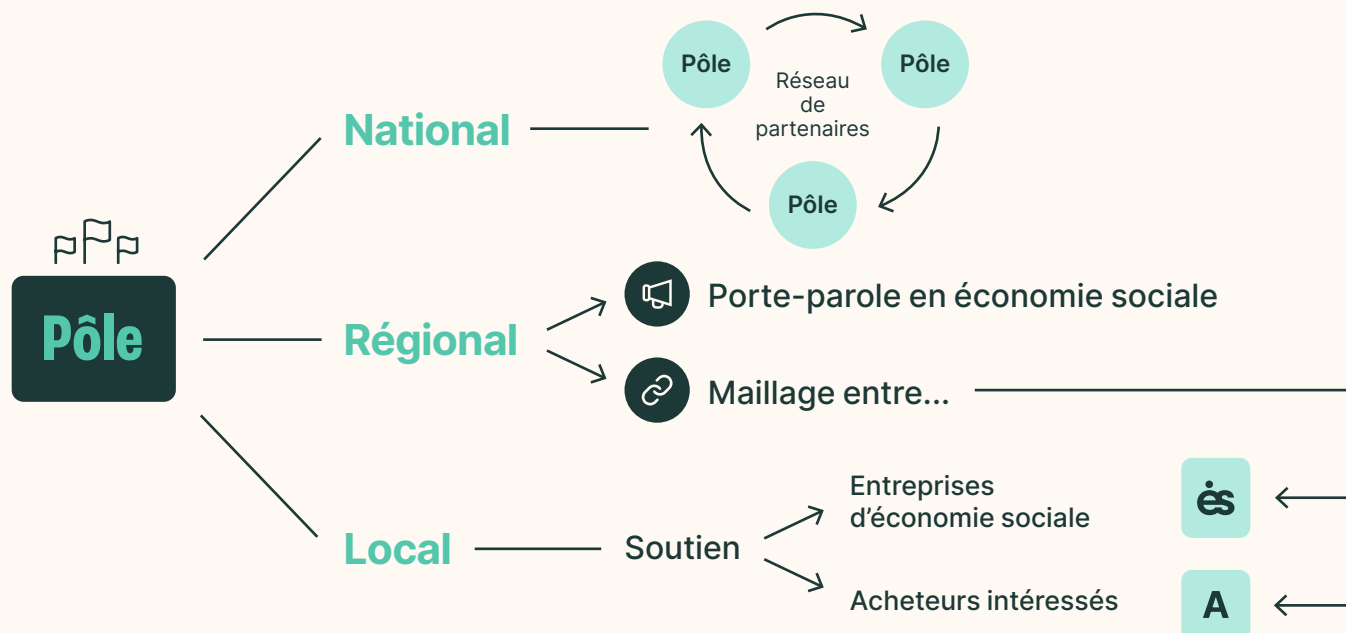 Pôle
Pôle
Réseau
de
partenaires
Pôle
National
Pôle
Régional
Porte-parole en économie sociale
Maillage entre...
Local
Soutien
Entreprises
d’économie sociale
ės
Acheteurs intéressés
A